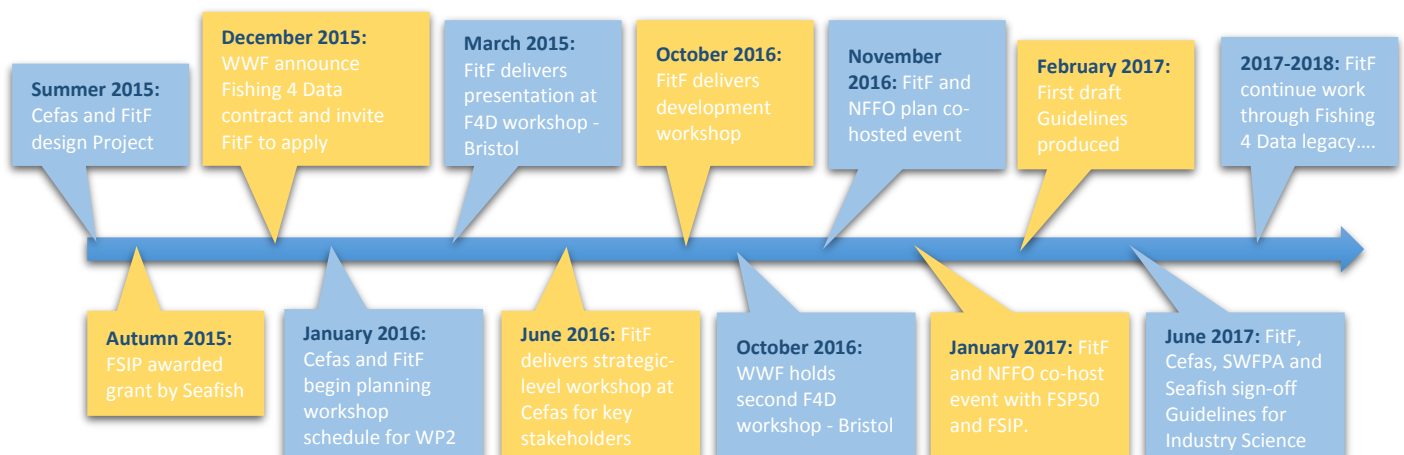 Summer 2015:
Cefas and FitF
design Project
December 2015:
WWF announce
Fishing 4 Data
contract and invite
FitF to apply
March 2015:
FitF delivers
presentation at
F4D workshop -
Bristol
October 2016:
FitF delivers
development
workshop
November
2016: FitF and
NFFO plan co-
hosted event
February 2017:
First draft
Guidelines
produced
2017-2018: FitF
continue work
through Fishing
4 Data legacy....
Autumn 2015:
FSIP awarded
grant by Seafish
January 2016:
Cefas and FitF
begin planning
workshop
schedule for WP2
June 2016: FitF
delivers strategic-
level workshop at
Cefas for key
stakeholders
October 2016:
WWF holds
second F4D
workshop - Bristol
January 2017: FitF
and NFFO co-host
event with FSP50
and FSIP.
June 2017: FitF,
Cefas, SWFPA and
Seafish sign-off
Guidelines for
Industry Science